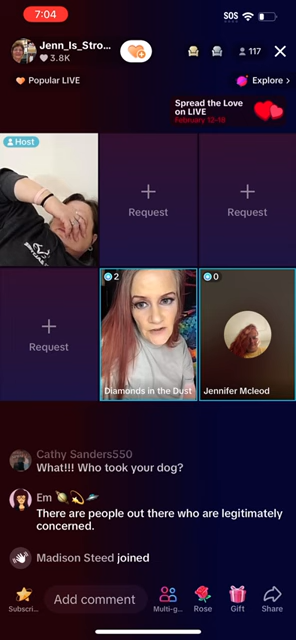 7:04
SOS
Jenn_Is_Stro...
3.8K
117
Popular LIVE
Explore >
Spread the Love
on LIVE
February 12-16
Host
Request
Request
Request
2
Diamonds in the Dust
0
Jennifer Mcleod
Cathy Sanders550
What!!! Who took your dog?
Em
There are people out there who are legitimately
concerned.
Madison Steed joined
Subscri...
Add comment
Multi-g...
Rose
Gift
Share